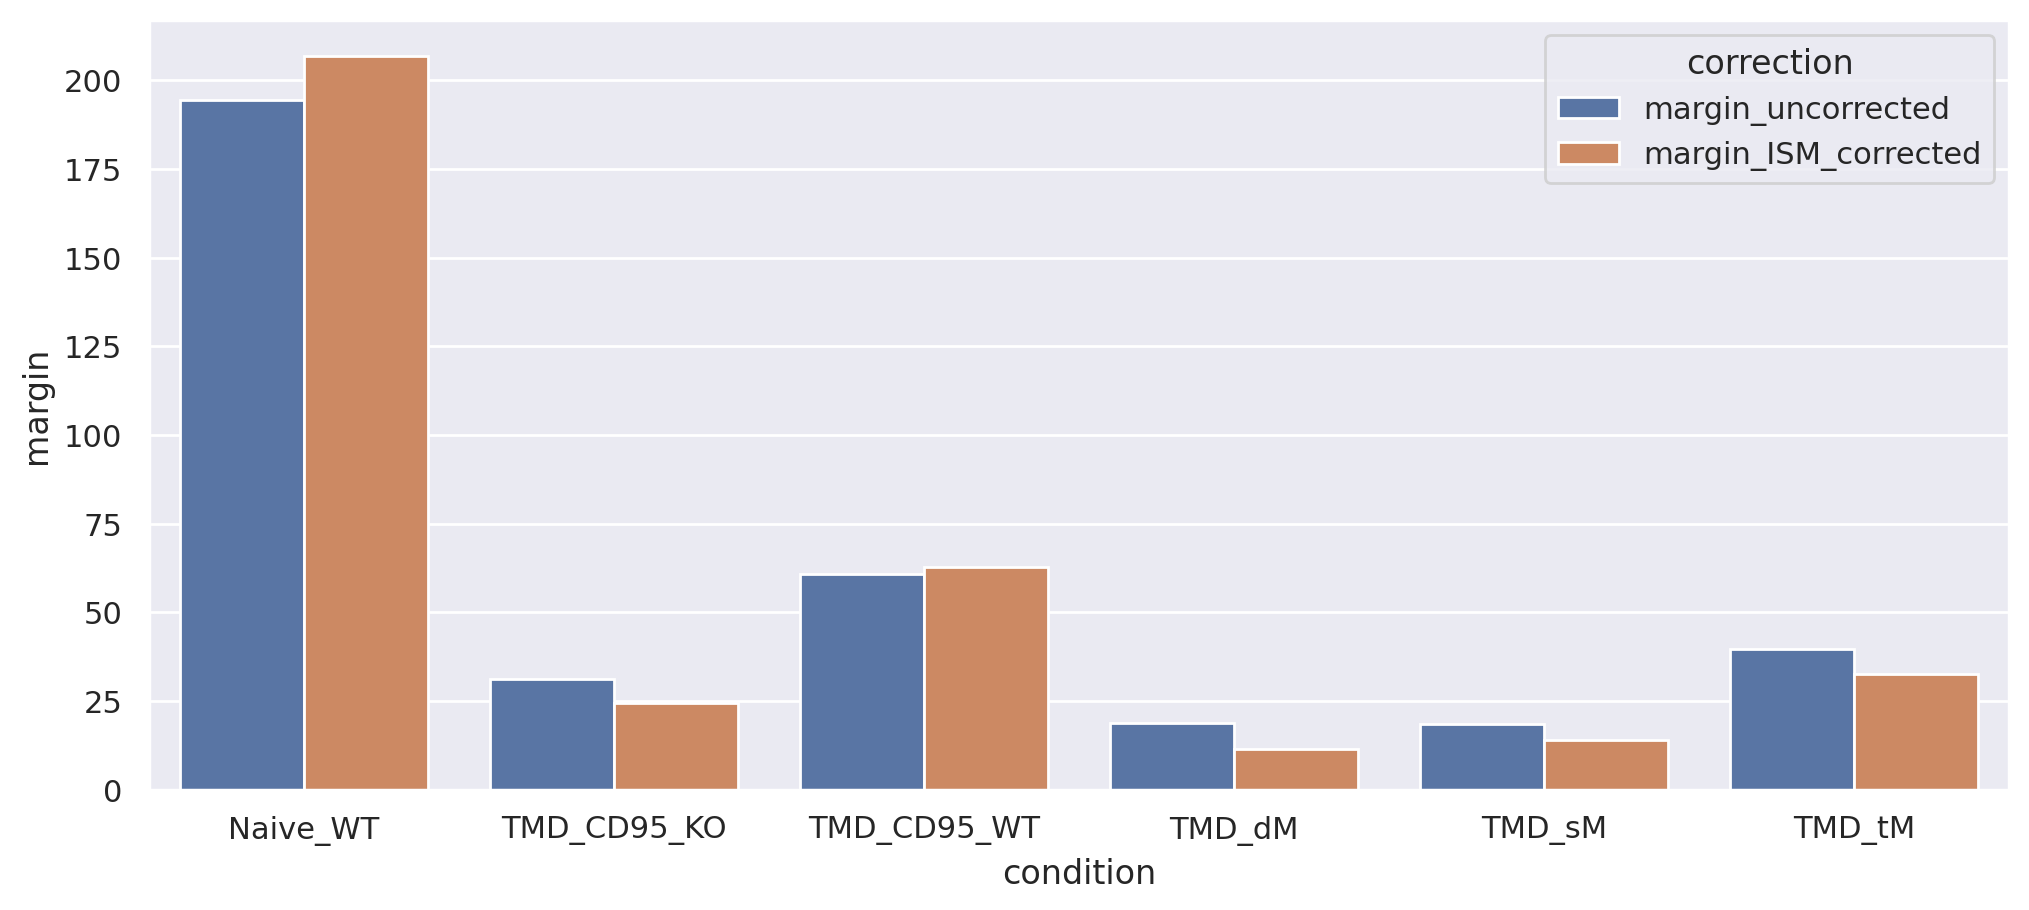 correction
margin_uncorrected
margin_ISM_corrected
margin
200
175
150
125
100
75
50
25
0
Naive_WT TMD_CD95_KO TMD_CD95_WT TMD_dM TMD_sM TMD_tM
condition